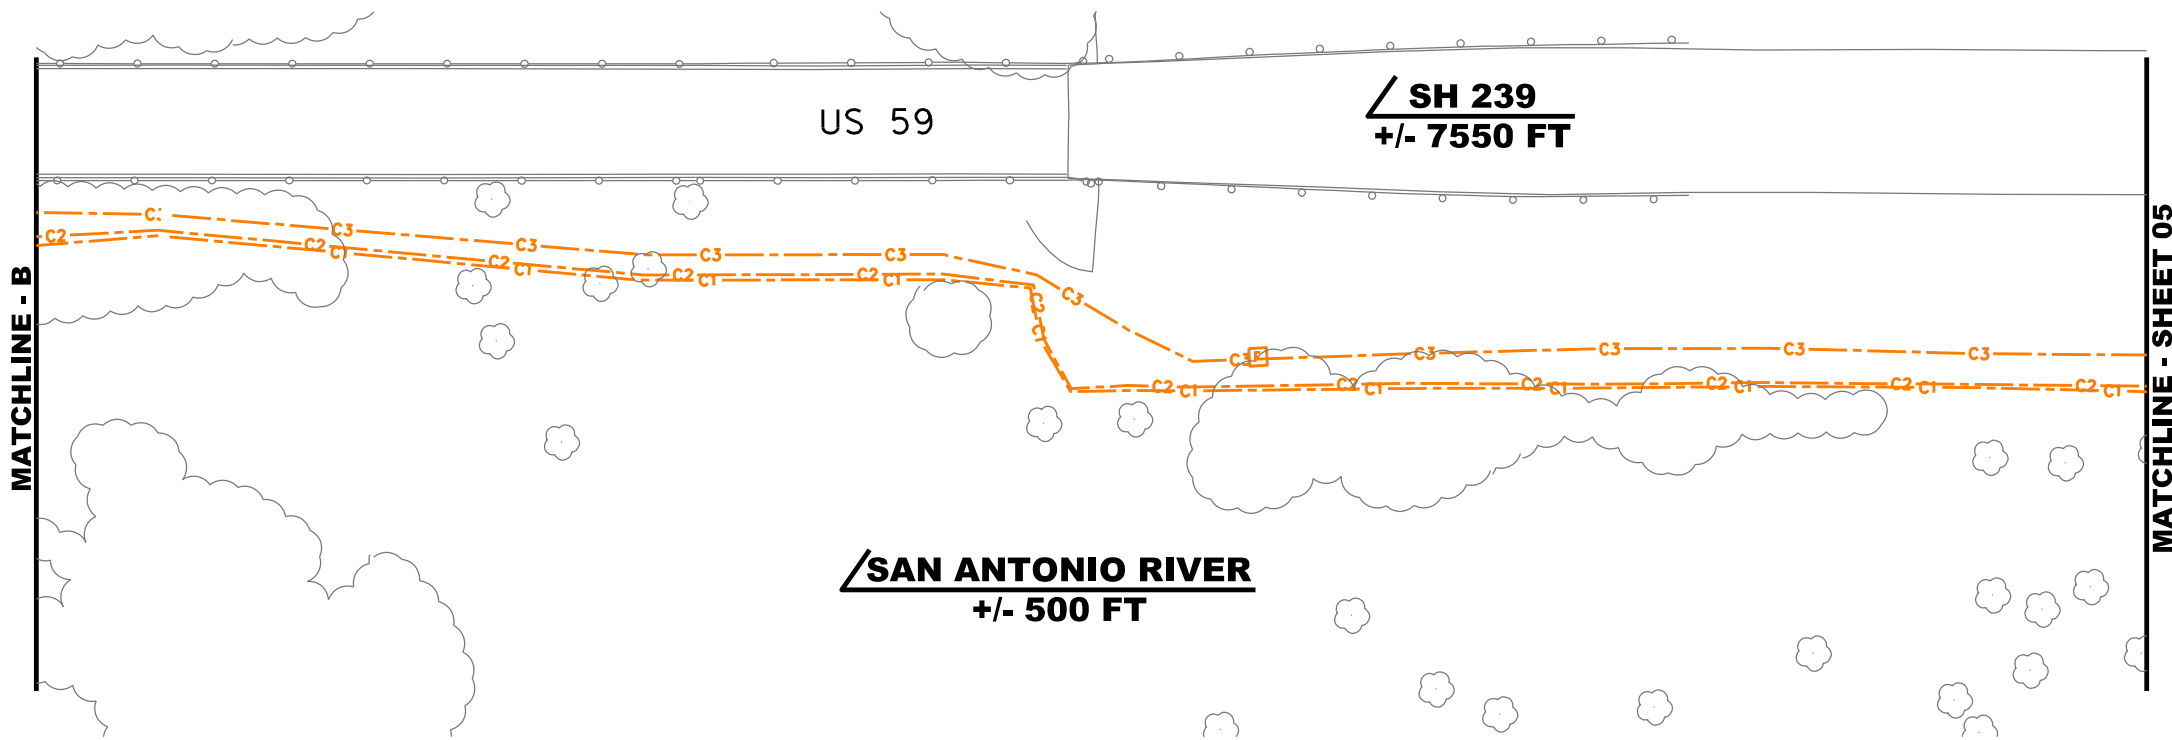 US 59
SH 239
+/- 7550 FT
MATCHLINE - B
MATCHLINE - SHEET 05
C3 C3 C3 C3 C3 C3 C3 C3 C3 C3 C3
C2 C2 C2 C2 C2 C2 C2 C2 C2 C2 C2 C2
C1 C1 C1 C1 C1 C1 C1 C1 C1 C1 C1
SAN ANTONIO RIVER
+/- 500 FT